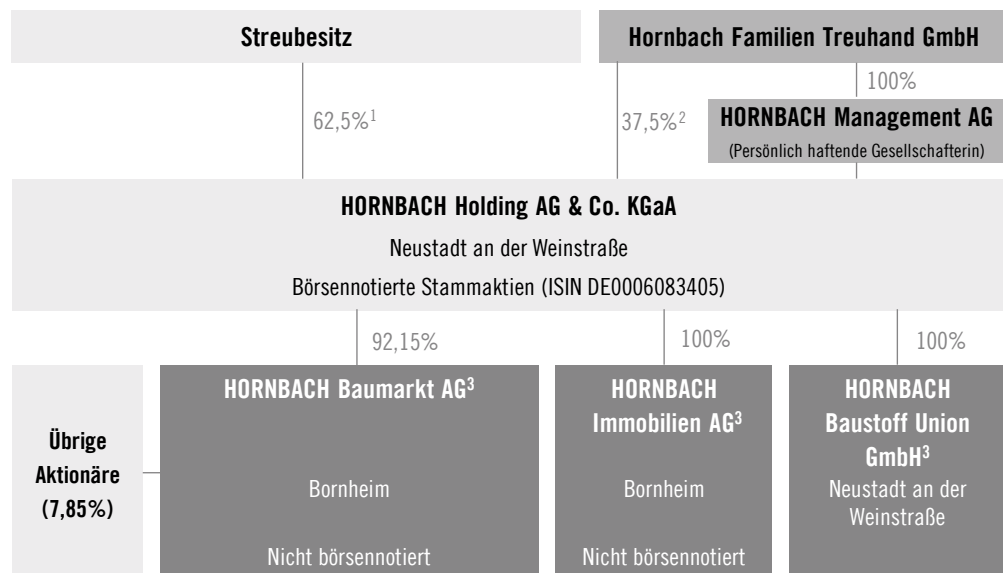 Streubesitz
Hornbach Familien Treuhand GmbH
62,5%¹
37,5%²
100%
HORNBACH Management AG
(Persönlich haftende Gesellschafterin)
HORNBACH Holding AG & Co. KGaA
Neustadt an der Weinstraße
Börsennotierte Stammaktien (ISIN DE0006083405)
92,15%
100%
100%
Übrige
Aktionäre
(7,85%)
HORNBACH Baumarkt AG³
Bornheim
Nicht börsennotiert
HORNBACH
Immobilien AG³
Bornheim
Nicht börsennotiert
HORNBACH
Baustoff Union
GmbH³
Neustadt an der
Weinstraße